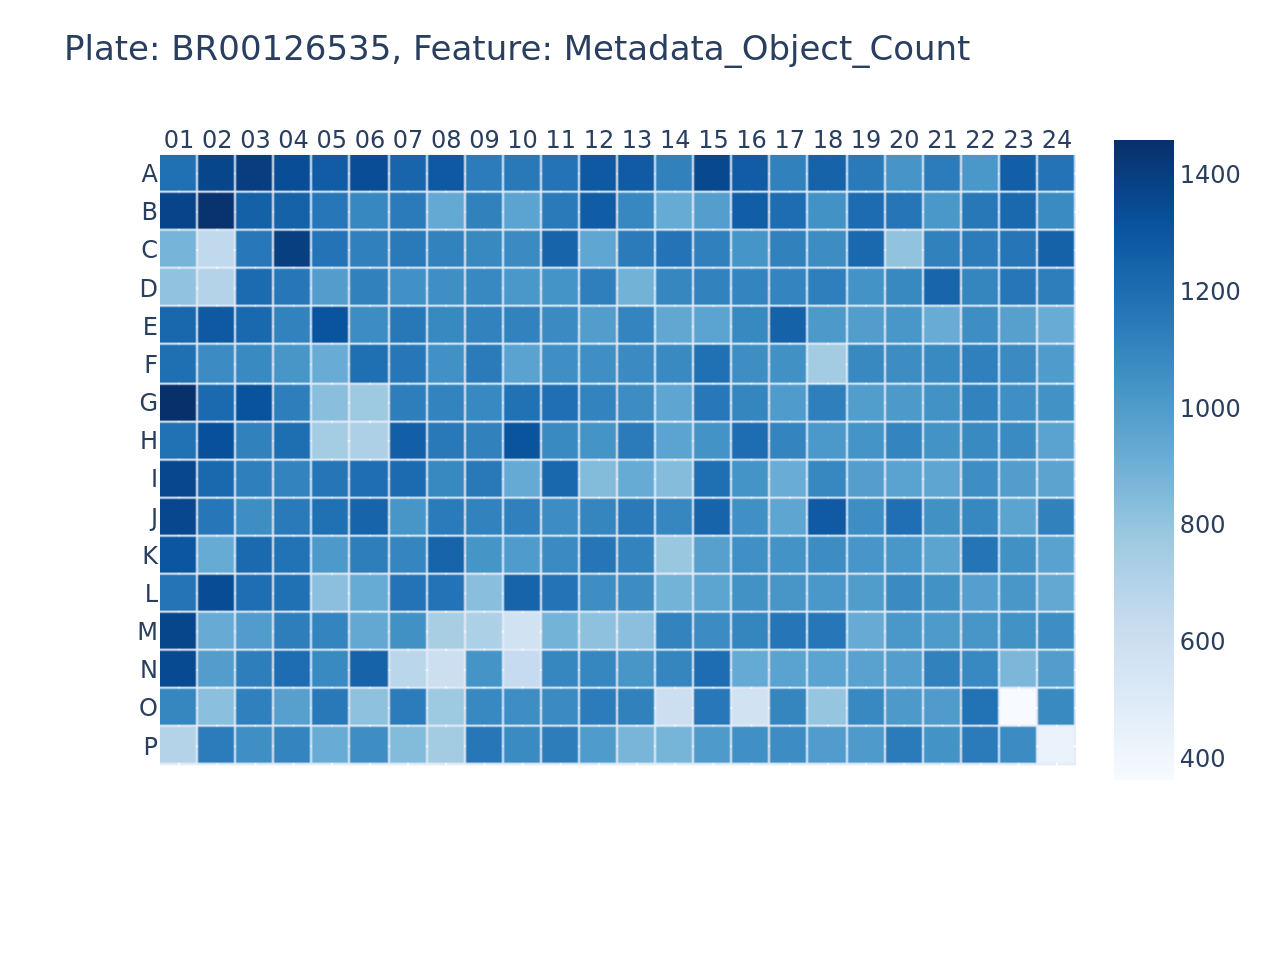 Plate: BR00126535, Feature: Metadata_Object_Count
01 02 03 04 05 06 07 08 09 10 11 12 13 14 15 16 17 18 19 20 21 22 23 24
A
B
C
D
E
F
G
H
I
J
K
L
M
N
O
P
1400
1200
1000
800
600
400